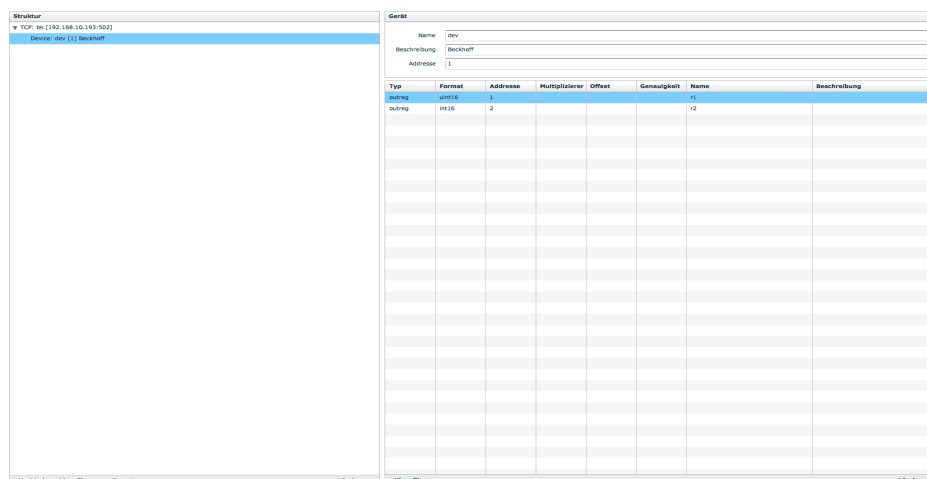 Struktur
TCP: bk [192.168.10.193:502]
Device: dev [1] Beckhoff
Gerät
Name dev
Beschreibung Beckhoff
Addresse 1
Typ Format Addresse Multiplizierer Offset Genauigkeit Name Beschreibung
outreg uint16 1 r1
outreg int16 2 r2